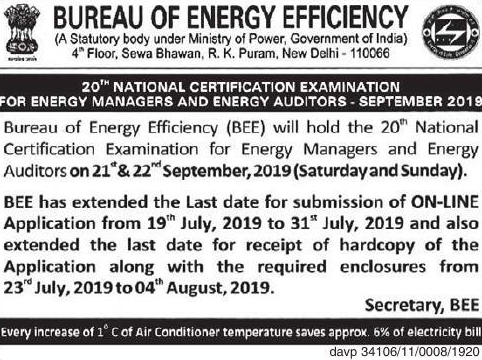 BUREAU OF ENERGY EFFICIENCY
(A Statutory body under Ministry of Power, Government of India)
4th Floor, Sewa Bhawan, R. K. Puram, New Delhi - 110066
20TH NATIONAL CERTIFICATION EXAMINATION
FOR ENERGY MANAGERS AND ENERGY AUDITORS - SEPTEMBER 2019
Bureau of Energy Efficiency (BEE) will hold the 20th National
Certification Examination for Energy Managers and Energy
Auditors on 21st & 22nd September, 2019 (Saturday and Sunday).
BEE has extended the Last date for submission of ON-LINE
Application from 19th July, 2019 to 31st July, 2019 and also
extended the last date for receipt of hardcopy of the
Application along with the required enclosures from
23rd July, 2019 to 04th August, 2019.
Secretary, BEE
Every increase of 1° C of Air Conditioner temperature saves approx. 6% of electricity bill
davp 34106/11/0008/1920